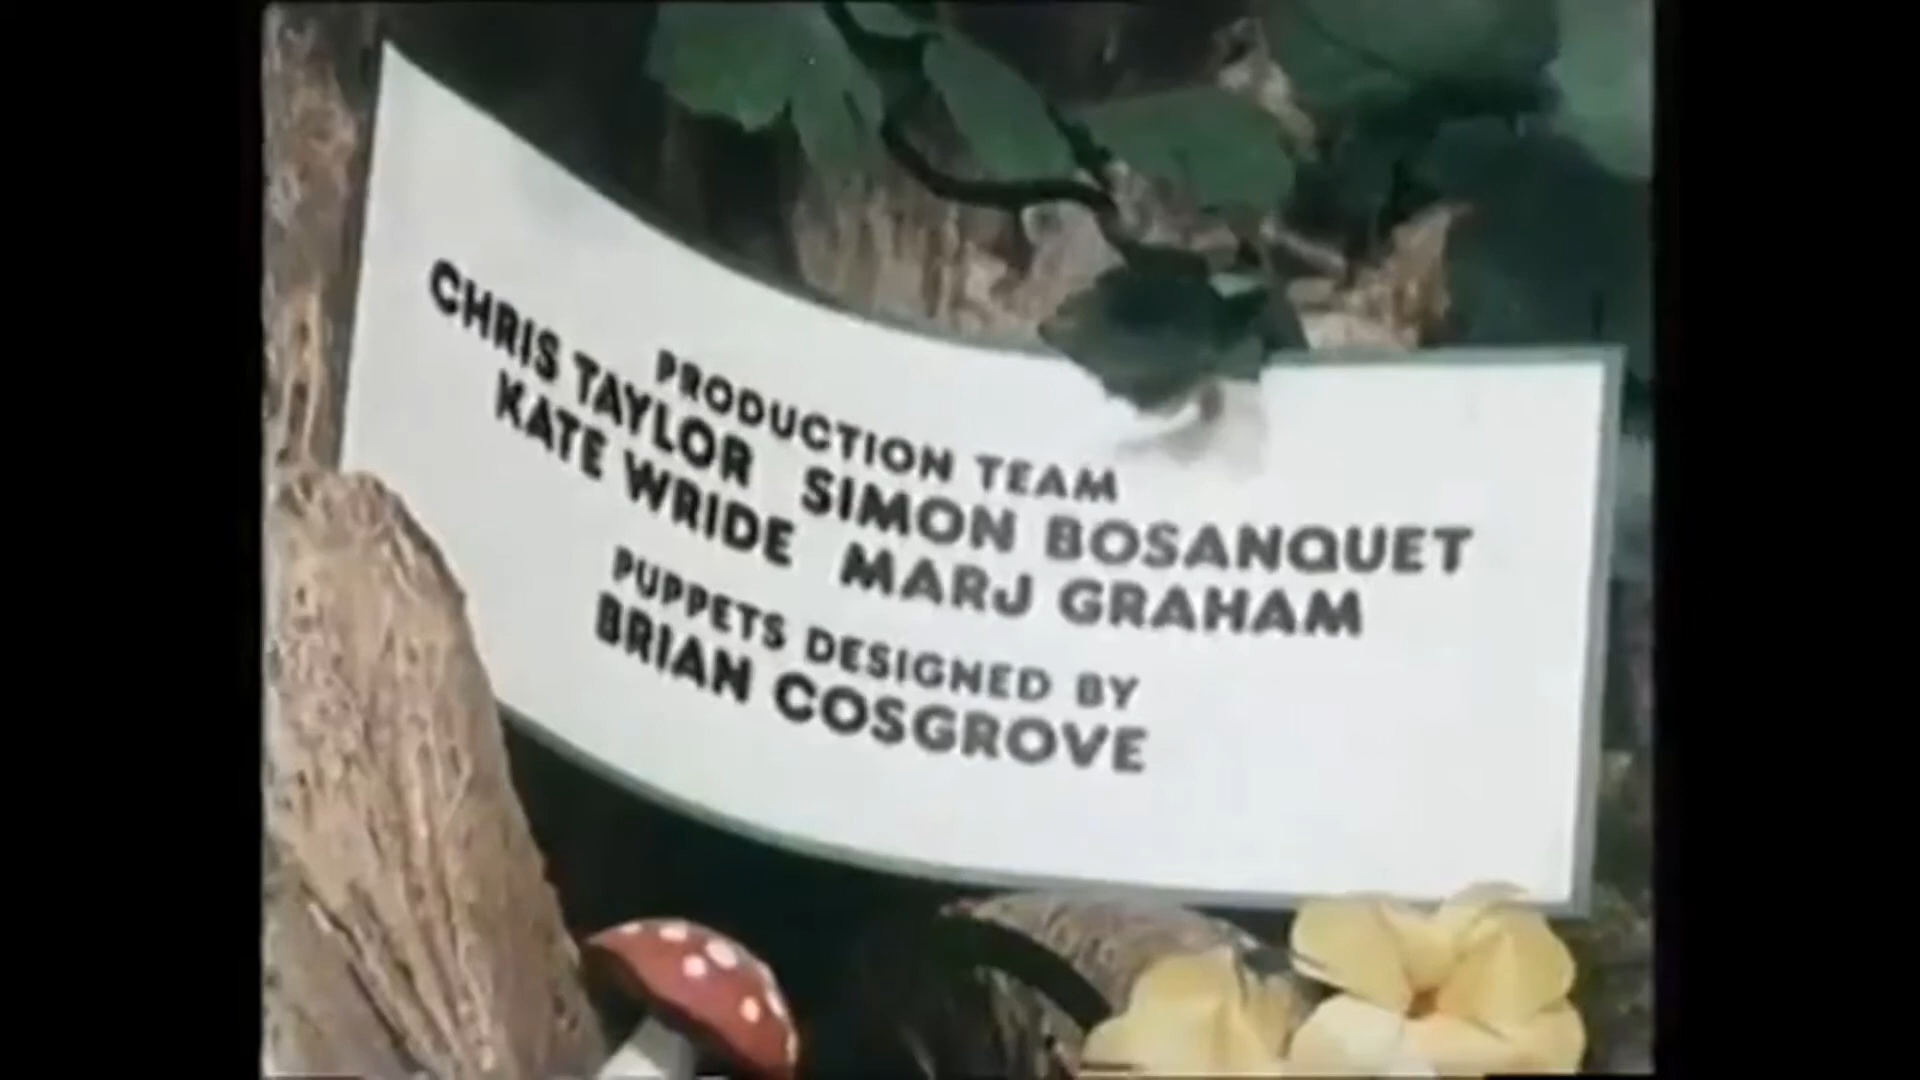 PRODUCTION TEAM
CHRIS TAYLOR SIMON BOSANQUET
KATE WRIDE MARJ GRAHAM
PUPPETS DESIGNED BY
BRIAN COSGROVE